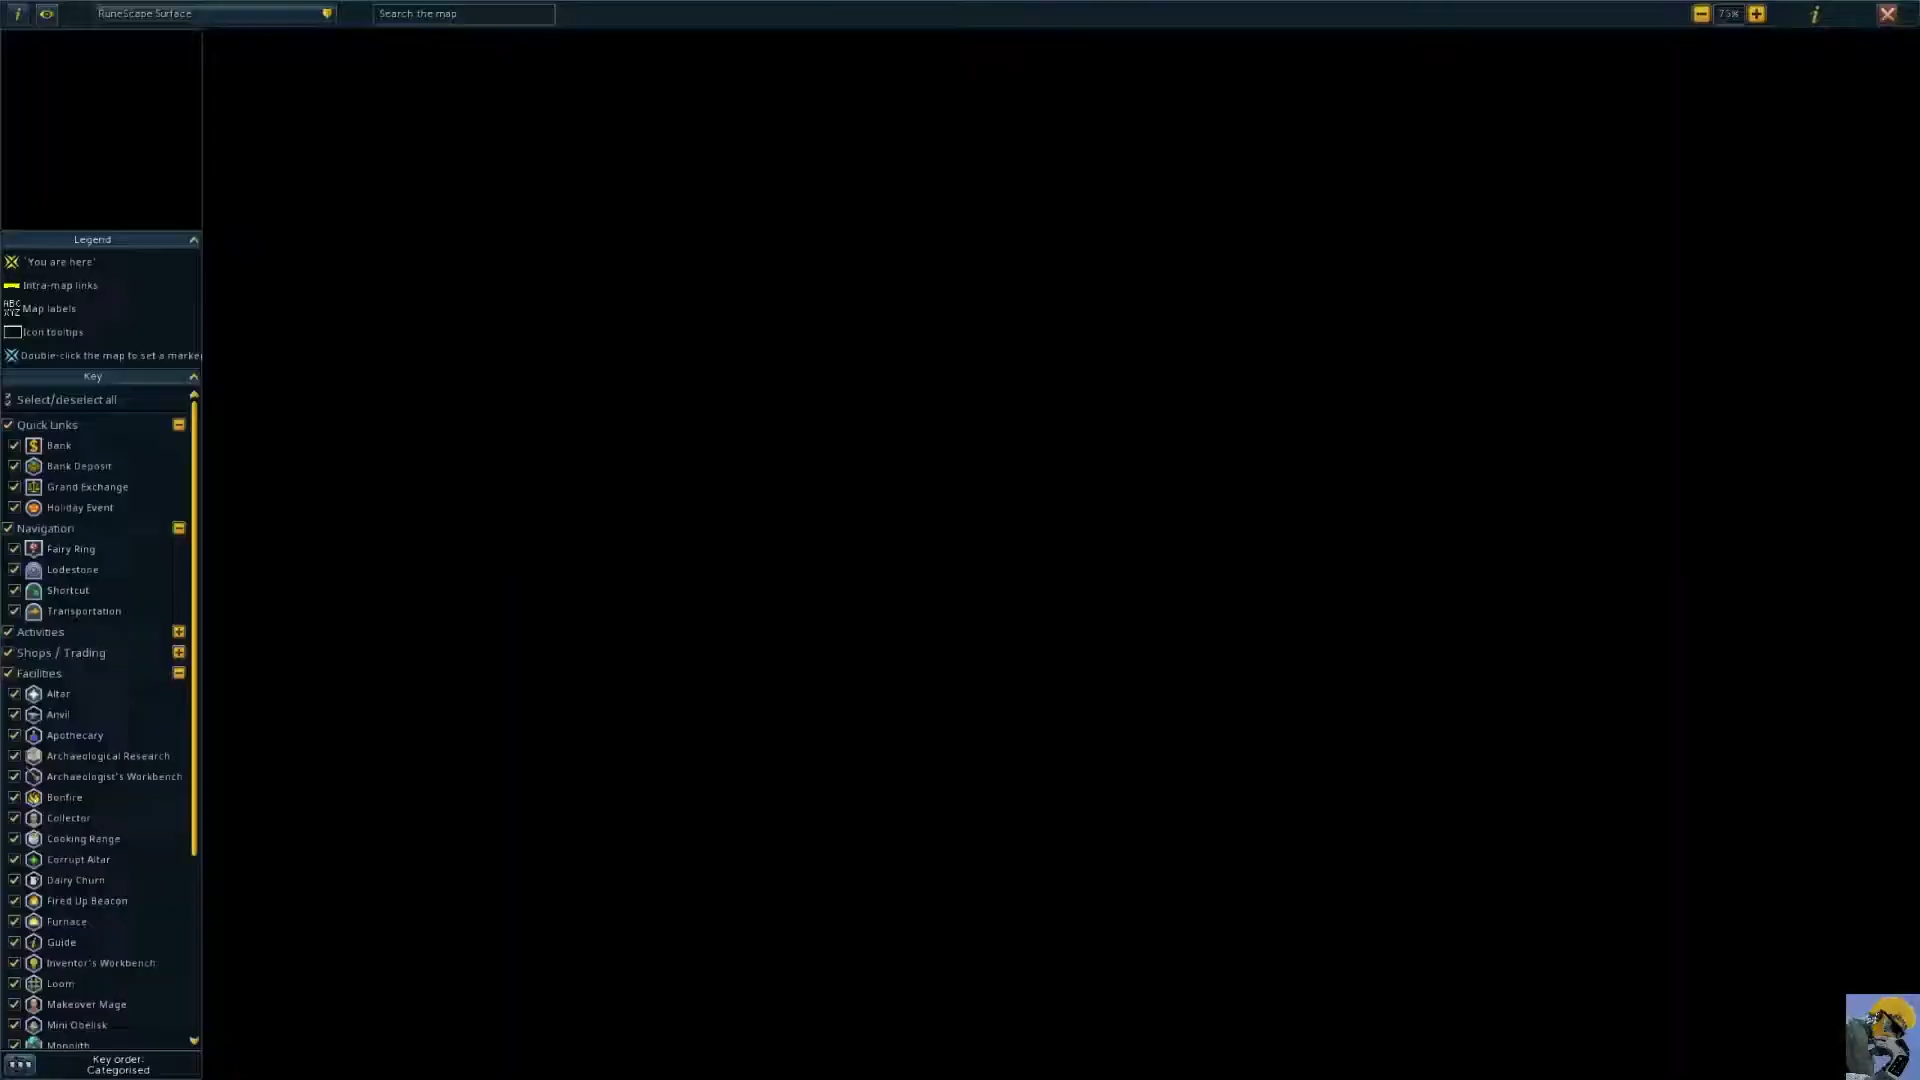 RuneScape Surface
Search the map
75%
Legend
'You are here'
Intra-map links
ABC
XYZ
Map labels
Icon tooltips
Double-click the map to set a marke
Key
Select/deselect all
Quick Links
Bank
Bank Deposit
Grand Exchange
Holiday Event
Navigation
Fairy Ring
Lodestone
Shortcut
Transportation
Activities
Shops / Trading
Facilities
Altar
Anvil
Apothecary
Archaeological Research
Archaeologist's Workbench
Bonfire
Collector
Cooking Range
Corrupt Altar
Dairy Churn
Fired Up Beacon
Furnace
Guide
Inventor's Workbench
Loom
Makeover Mage
Mini Obelisk
Monolith
Key order:
Categorised